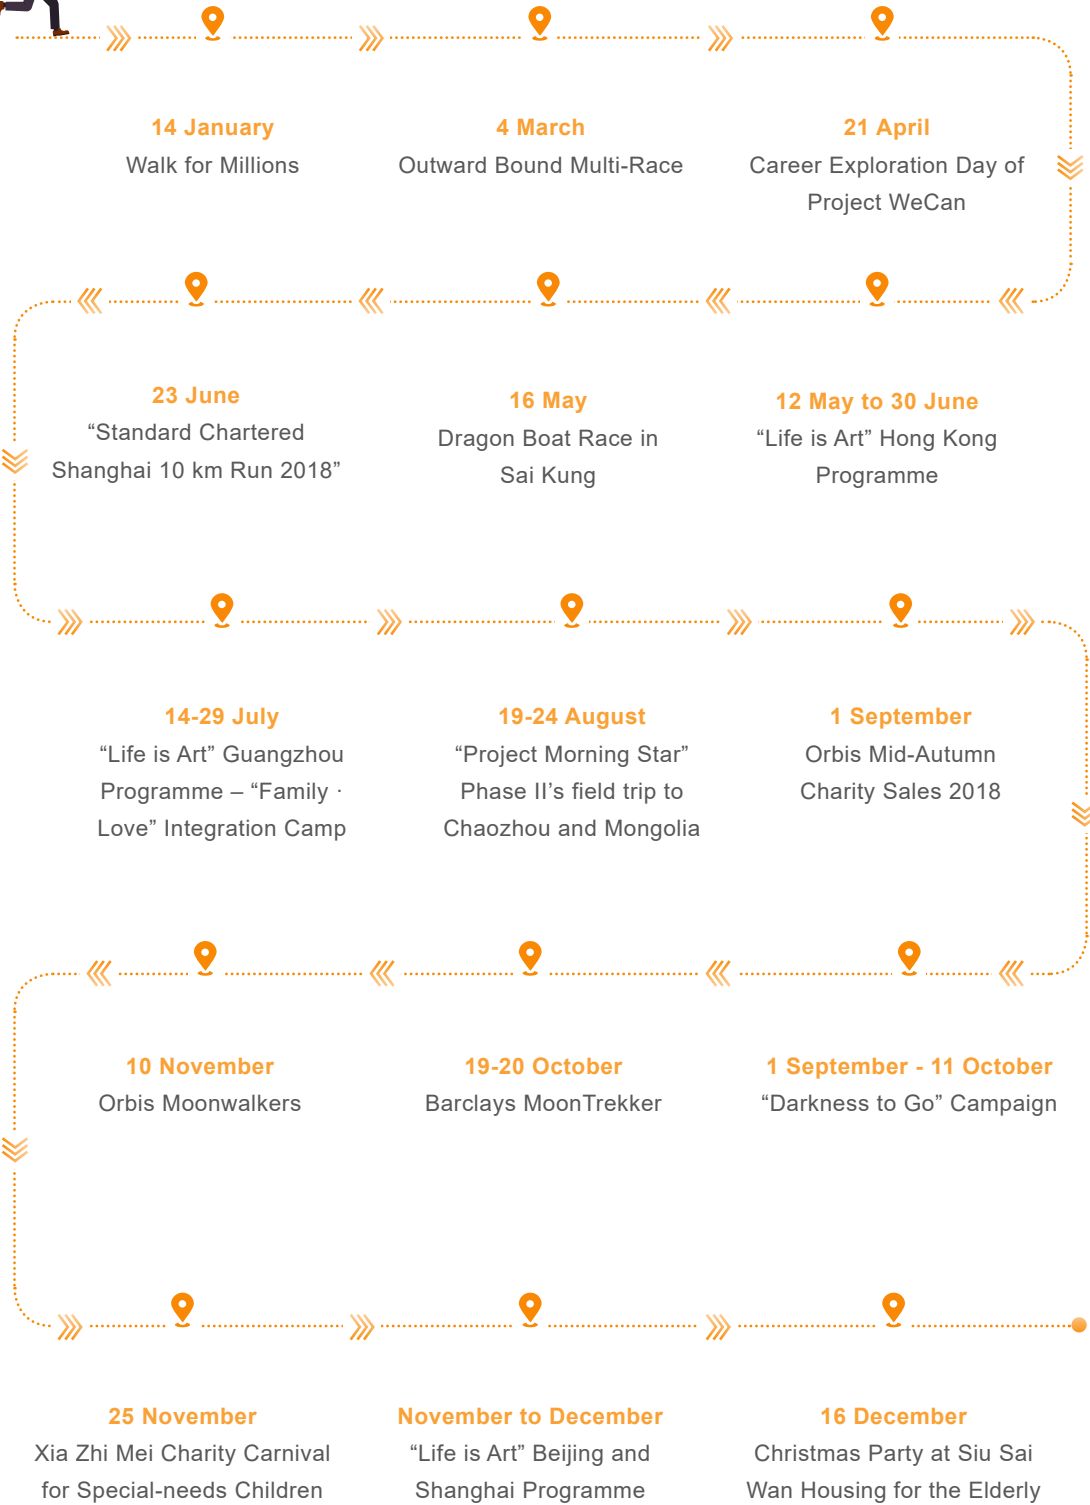 14 January
Walk for Millions
4 March
Outward Bound Multi-Race
21 April
Career Exploration Day of
Project WeCan
23 June
“Standard Chartered
Shanghai 10 km Run 2018”
16 May
Dragon Boat Race in
Sai Kung
12 May to 30 June
“Life is Art” Hong Kong
Programme
14-29 July
“Life is Art” Guangzhou
Programme – “Family ·
Love” Integration Camp
19-24 August
“Project Morning Star”
Phase II’s field trip to
Chaozhou and Mongolia
1 September
Orbis Mid-Autumn
Charity Sales 2018
10 November
Orbis Moonwalkers
19-20 October
Barclays MoonTrekker
1 September - 11 October
“Darkness to Go” Campaign
25 November
Xia Zhi Mei Charity Carnival
for Special-needs Children
November to December
“Life is Art” Beijing and
Shanghai Programme
16 December
Christmas Party at Siu Sai
Wan Housing for the Elderly